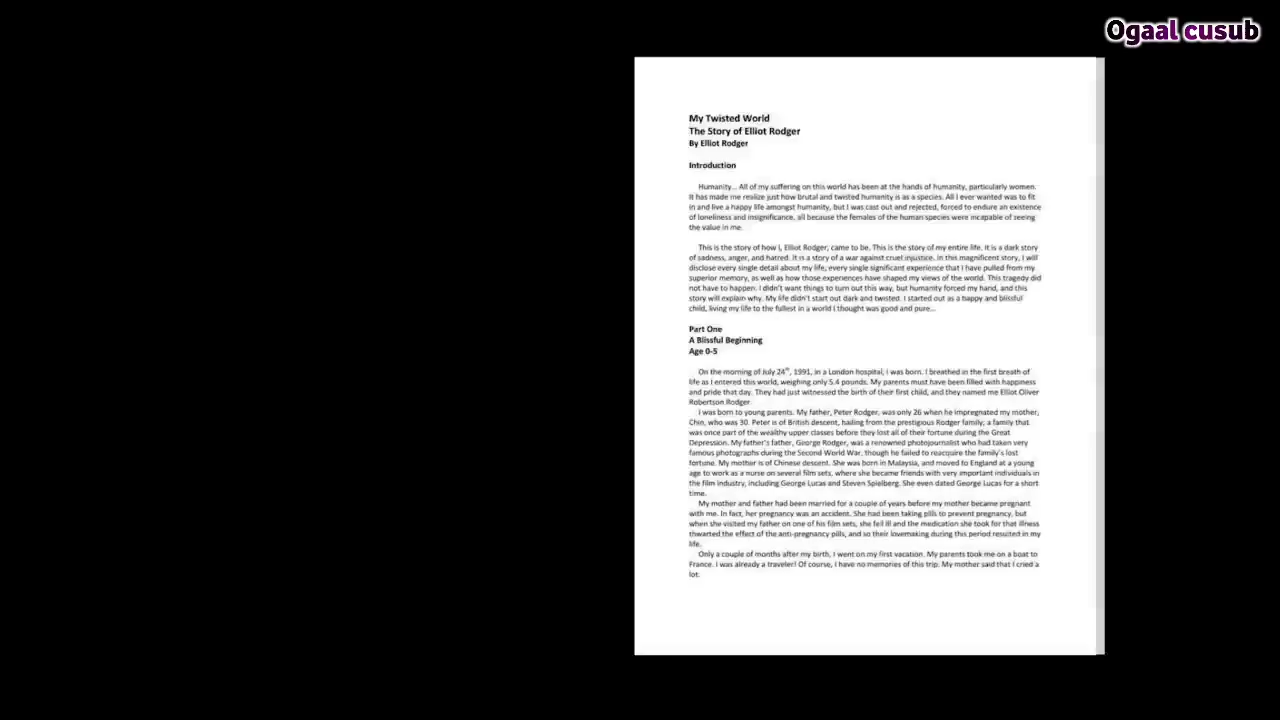 Ogaal cusub
My Twisted World
The Story of Elliot Rodger
By Elliot Rodger
Introduction
Humanity... All of my suffering on this world has been at the hands of humanity, particularly women.
It has made me realize just how brutal and twisted humanity is as a species. All I ever wanted was to fit
in and live a happy life amongst humanity, but I was cast out and rejected, forced to endure an existence
of loneliness and insignificance, all because the females of the human species were incapable of seeing
the value in me.
This is the story of how I, Elliot Rodger, came to be. This is the story of my entire life. It is a dark story
of sadness, anger, and hatred. It is a story of a war against cruel injustice. In this magnificent story, I will
disclose every single detail about my life, every single significant experience that I have pulled from my
superior memory, as well as how those experiences have shaped my views of the world. This tragedy did
not have to happen. I didn't want things to turn out this way, but humanity forced my hand, and this
story will explain why. My life didn't start out dark and twisted. I started out as a happy and blissful
child, living my life to the fullest in a world I thought was good and pure...
Part One
A Blissful Beginning
Age 0-5
On the morning of July 24th, 1991, in a London hospital, I was born. I breathed in the first breath of
life as I entered this world, weighing only 5.4 pounds. My parents must have been filled with happiness
and pride that day. They had just witnessed the birth of their first child, and they named me Elliot Oliver
Robertson Rodger.
I was born to young parents. My father, Peter Rodger, was only 26 when he impregnated my mother,
Chin, who was 30. Peter is of British descent, hailing from the prestigious Rodger family; a family that
was once part of the wealthy upper classes before they lost all of their fortune during the Great
Depression. My father's father, George Rodger, was a renowned photojournalist who had taken very
famous photographs during the Second World War, though he failed to reacquire the family's lost
fortune. My mother is of Chinese descent. She was born in Malaysia, and moved to England at a young
age to work as a nurse on several film sets, where she became friends with very important individuals in
the film industry, including George Lucas and Steven Spielberg. She even dated George Lucas for a short
time.
My mother and father had been married for a couple of years before my mother became pregnant
with me. In fact, her pregnancy was an accident. She had been taking pills to prevent pregnancy, but
when she visited my father on one of his film sets, she fell ill and the medication she took for that illness
thwarted the effect of the anti-pregnancy pills, and so their lovemaking during this period resulted in my
life.
Only a couple of months after my birth, I went on my first vacation. My parents took me on a boat to
France. I was already a traveler! Of course, I have no memories of this trip. My mother said that I cried a
lot.